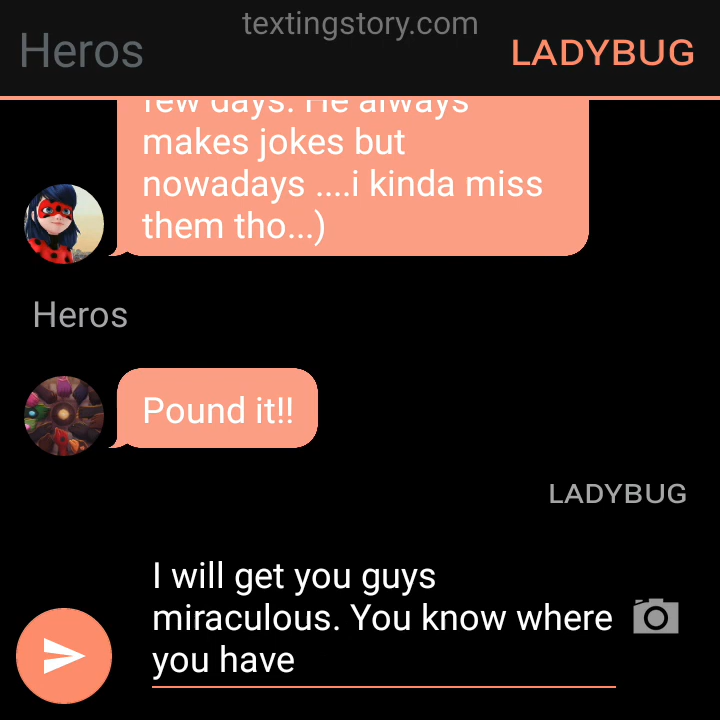 textingstory.com
Heros
LADYBUG
few days. He always
makes jokes but
nowadays ....i kinda miss
them tho...)
Heros
Pound it!!
LADYBUG
I will get you guys
miraculous. You know where
you have